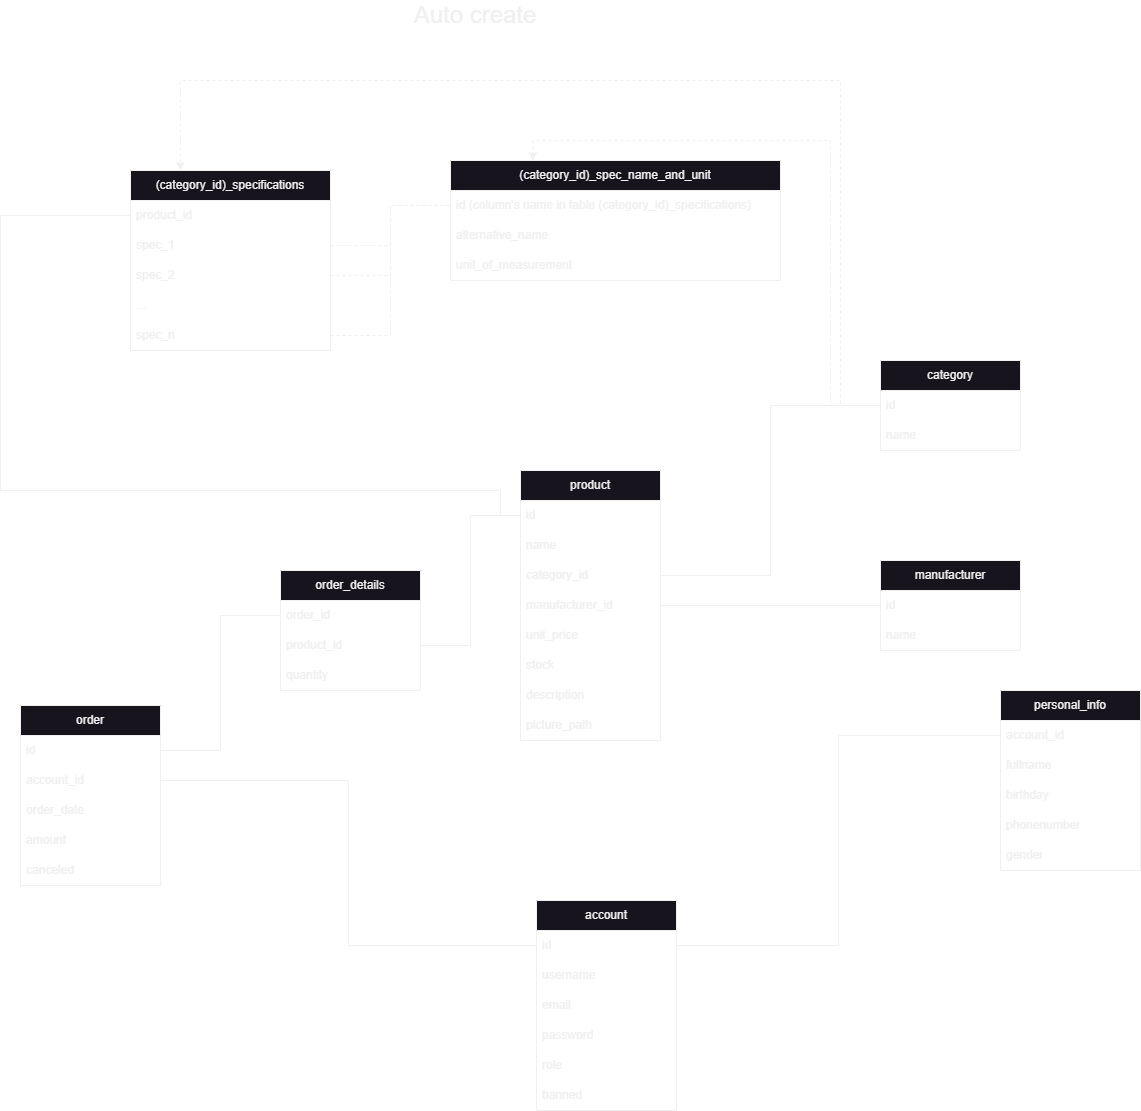 Auto create
(category_id)_specifications
product_id
spec_1
spec_2
...
spec_n
(category_id)_spec_name_and_unit
id (column's name in table (category_id)_specifications)
alternative_name
unit_of_measurement
category
id
name
product
id
name
category_id
manufacturer_id
unit_price
stock
description
picture_path
manufacturer
id
name
order_details
order_id
product_id
quantity
order
id
account_id
order_date
amount
canceled
personal_info
account_id
fullname
birthday
phonenumber
gender
account
id
username
email
password
role
banned